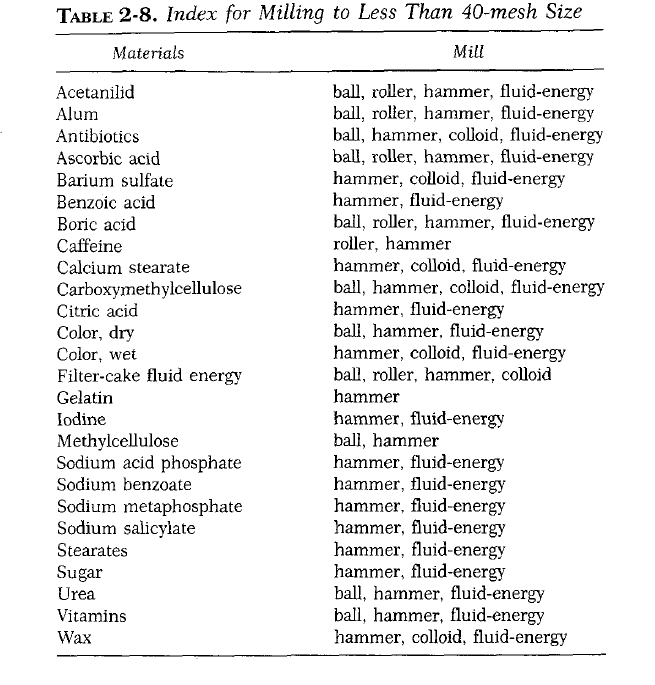 TABLE 2-8. Index for Milling to Less Than 40-mesh Size
Materials Mill
Acetanilid ball, roller, hammer, fluid-energy
Alum ball, roller, hammer, fluid-energy
Antibiotics ball, hammer, colloid, fluid-energy
Ascorbic acid ball, roller, hammer, fluid-energy
Barium sulfate hammer, colloid, fluid-energy
Benzoic acid hammer, fluid-energy
Boric acid ball, roller, hammer, fluid-energy
Caffeine roller, hammer
Calcium stearate hammer, colloid, fluid-energy
Carboxymethylcellulose ball, hammer, colloid, fluid-energy
Citric acid hammer, fluid-energy
Color, dry ball, hammer, fluid-energy
Color, wet hammer, colloid, fluid-energy
Filter-cake fluid energy ball, roller, hammer, colloid
Gelatin hammer
Iodine hammer, fluid-energy
Methylcellulose ball, hammer
Sodium acid phosphate hammer, fluid-energy
Sodium benzoate hammer, fluid-energy
Sodium metaphosphate hammer, fluid-energy
Sodium salicylate hammer, fluid-energy
Stearates hammer, fluid-energy
Sugar hammer, fluid-energy
Urea ball, hammer, fluid-energy
Vitamins ball, hammer, fluid-energy
Wax hammer, colloid, fluid-energy